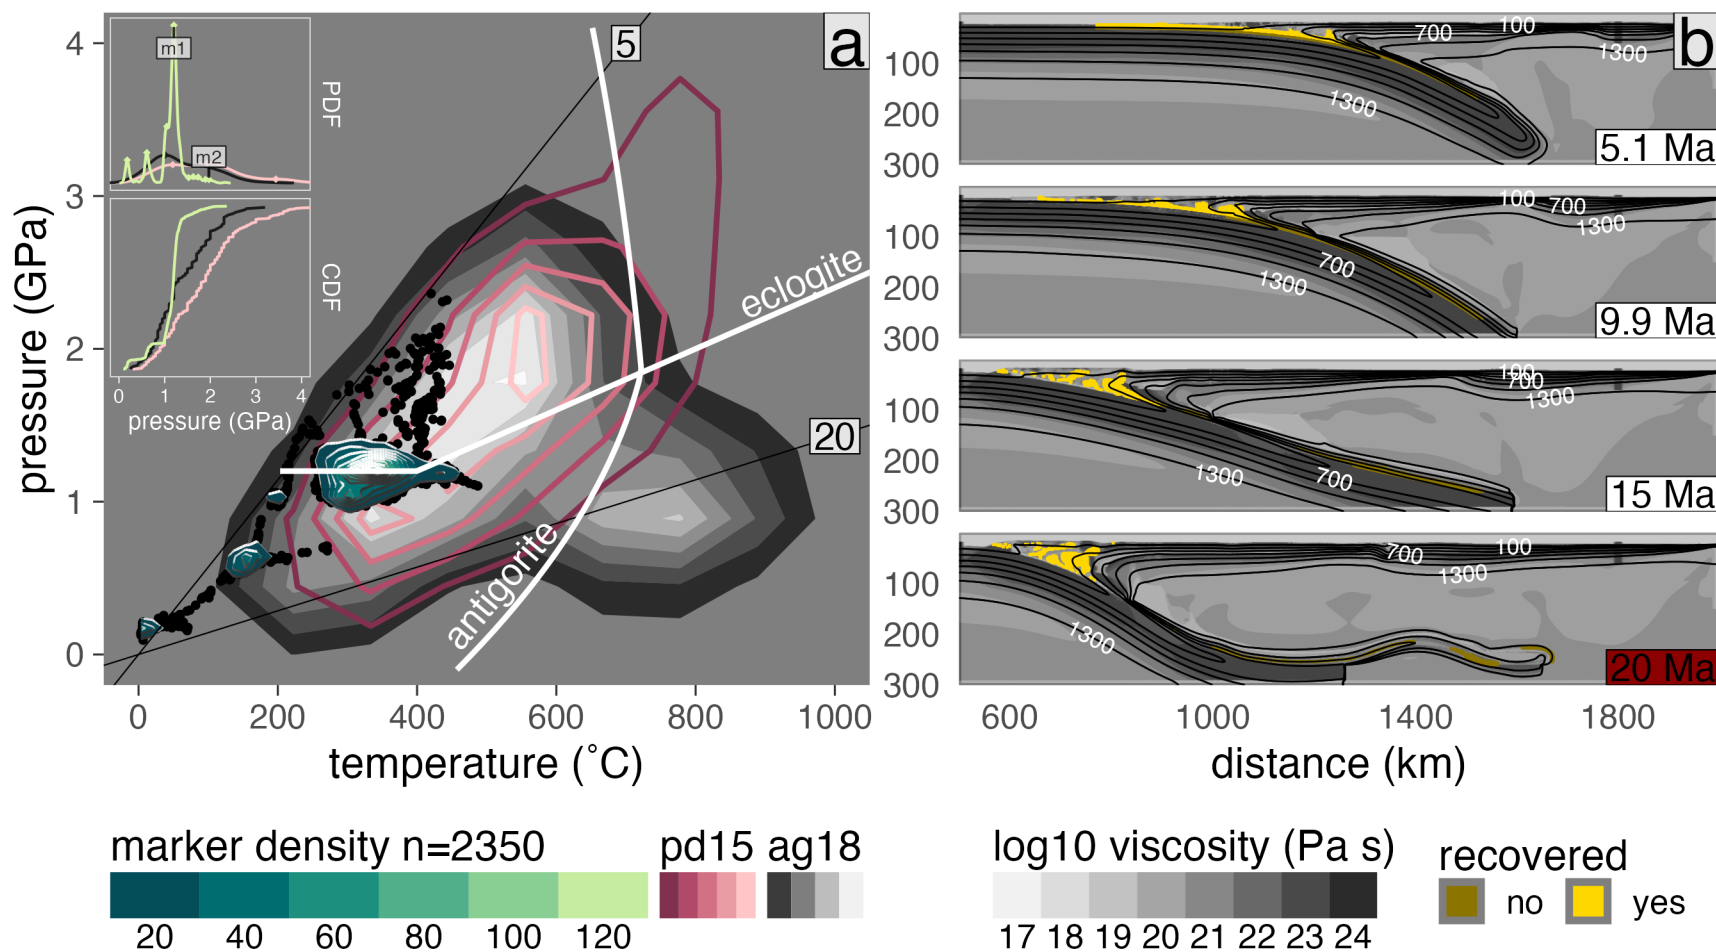 a
5
20
eclogite
antigorite
m1
m2
PDF
CDF
0 1 2 3 4
pressure (GPa)
4
3
2
1
0
pressure (GPa)
0 200 400 600 800 1000
temperature (˚C)
b
700 100 1300
1300
5.1 Ma
100 700 1300
700
1300
9.9 Ma
100
700
1300
1300 700
15 Ma
700 100
1300
1300
20 Ma
100
200
300
100
200
300
100
200
300
100
200
300
600 1000 1400 1800
distance (km)
marker density n=2350
20 40 60 80 100 120
pd15 ag18
log10 viscosity (Pa s)
17 18 19 20 21 22 23 24
recovered
no yes